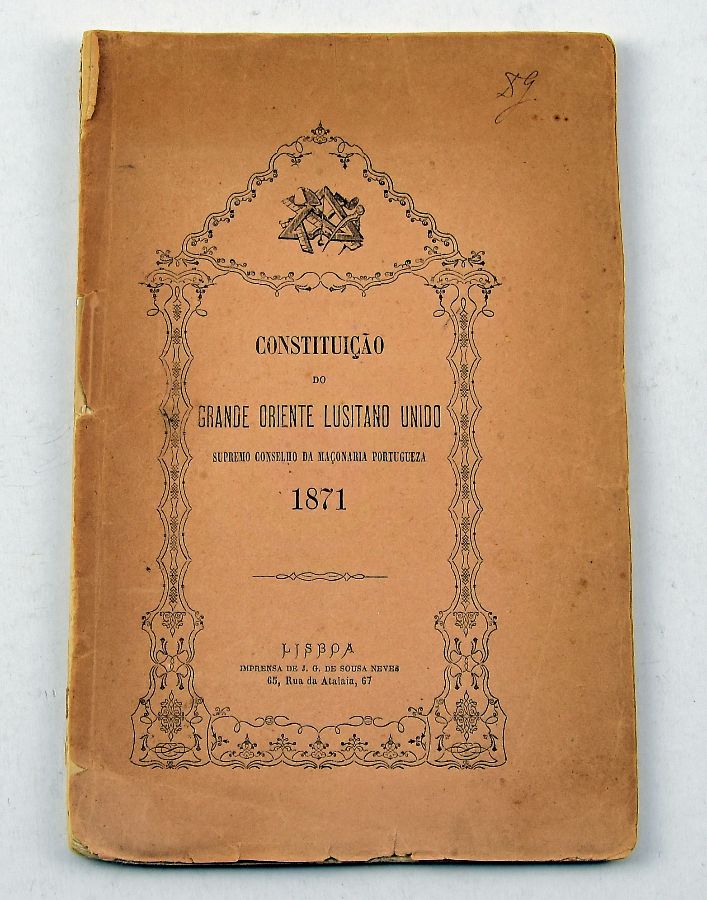 CONSTITUIÇÃO
DO
GRANDE ORIENTE LUSITANO UNIDO
SUPREMO CONSELHO DA MAÇONARIA PORTUGUEZA
1871
LISBOA
IMPRENSA DE J. G. DE SOUSA NEVES
65, Rua da Atalaia, 67